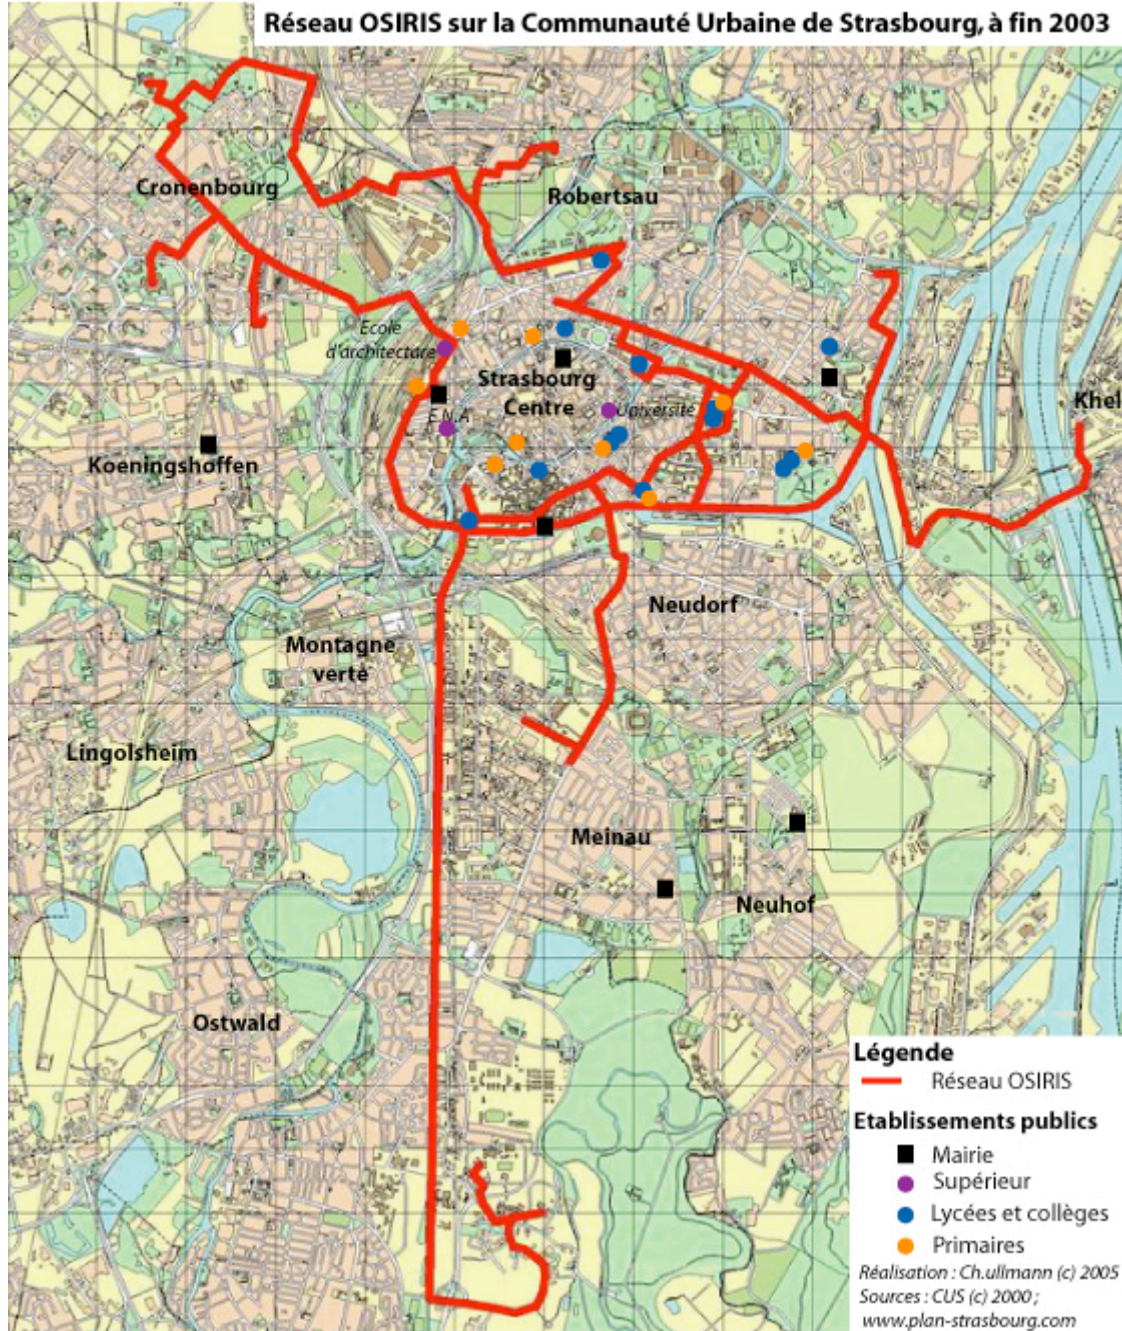 Réseau OSIRIS sur la Communauté Urbaine de Strasbourg, à fin 2003
Cronenbourg
Robertsau
Ecole
d'architectare
Strasbourg
Centre
Khel
E.N.A
Université
Koeningshoffen
Neudorf
Montagne
verte
Lingolsheim
Meinau
Neuhof
Ostwald
Légende
Réseau OSIRIS
Etablissements publics
Mairie
Supérieur
Lycées et collèges
Primaires
Réalisation : Ch.ullmann (c) 2005
Sources : CUS (c) 2000 ;
www.plan-strasbourg.com